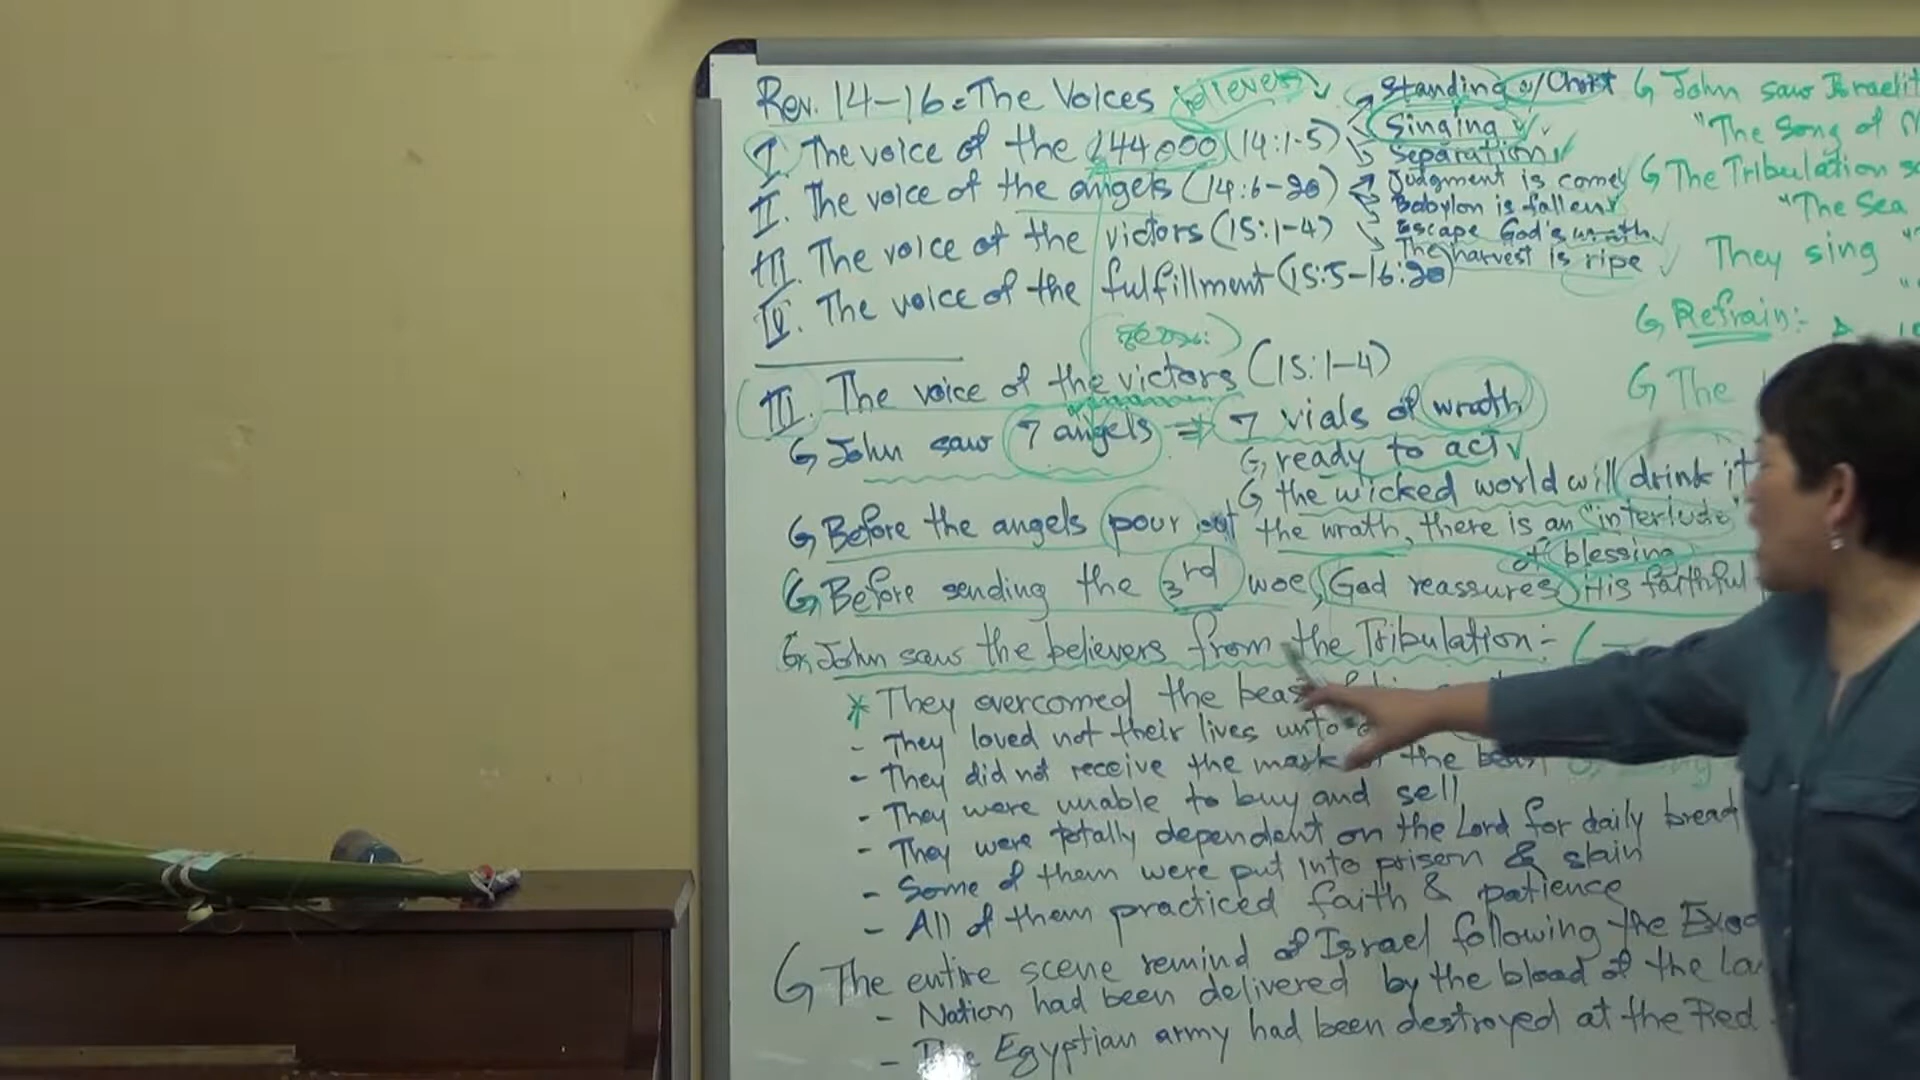 Rev. 14-16 = The Voices believers
Standing w/Christ
Singing
Separation
I. The voice of the 144,000 (14:1-5)
II. The voice of the angels (14:6-20)
Judgment is come
Babylon is fallen
Escape God's wrath
The harvest is ripe
III. The voice of the victors (15:1-4)
IV. The voice of the fulfillment (15:5-16:20)
III. The voice of the victors (15:1-4)
John saw 7 angels ⇒ 7 vials of wrath
ready to act
the wicked world will drink it
Before the angels pour out the wrath, there is an "interlude"
of blessing
Before sending the 3rd woe, God reassures His faithful
John saw the believers from the Tribulation:-
* They overcomed the
- They loved not their lives unto
- They did not receive the mark the
- They were unable to buy and sell
- They were totally dependent on the Lord for daily bread
- Some of them were put into prison & slain
- All of them practiced faith & patience
The entire scene remind of Israel following the
- Nation had been delivered by the blood of the
- The Egyptian army had been destroyed at the Red
John saw
"The Song of
The Tribulation
"The Sea
They sing
Refrain:-
The